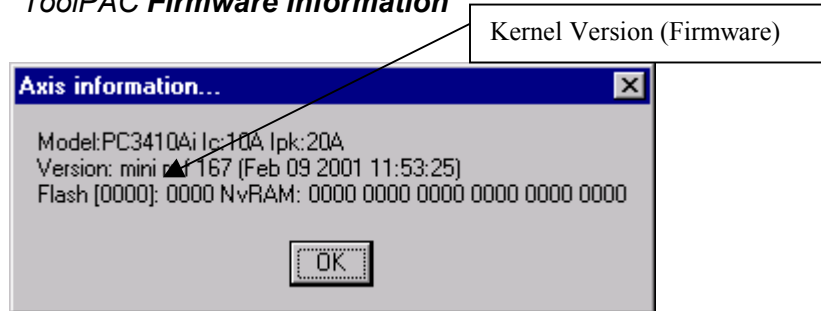 ToolPAC Firmware Information
Kernel Version (Firmware)
Axis information...
Model:PC3410Ai Ic:10A Ipk:20A
Version: mini 167 (Feb 09 2001 11:53:25)
Flash [0000]: 0000 NvRAM: 0000 0000 0000 0000 0000 0000
OK